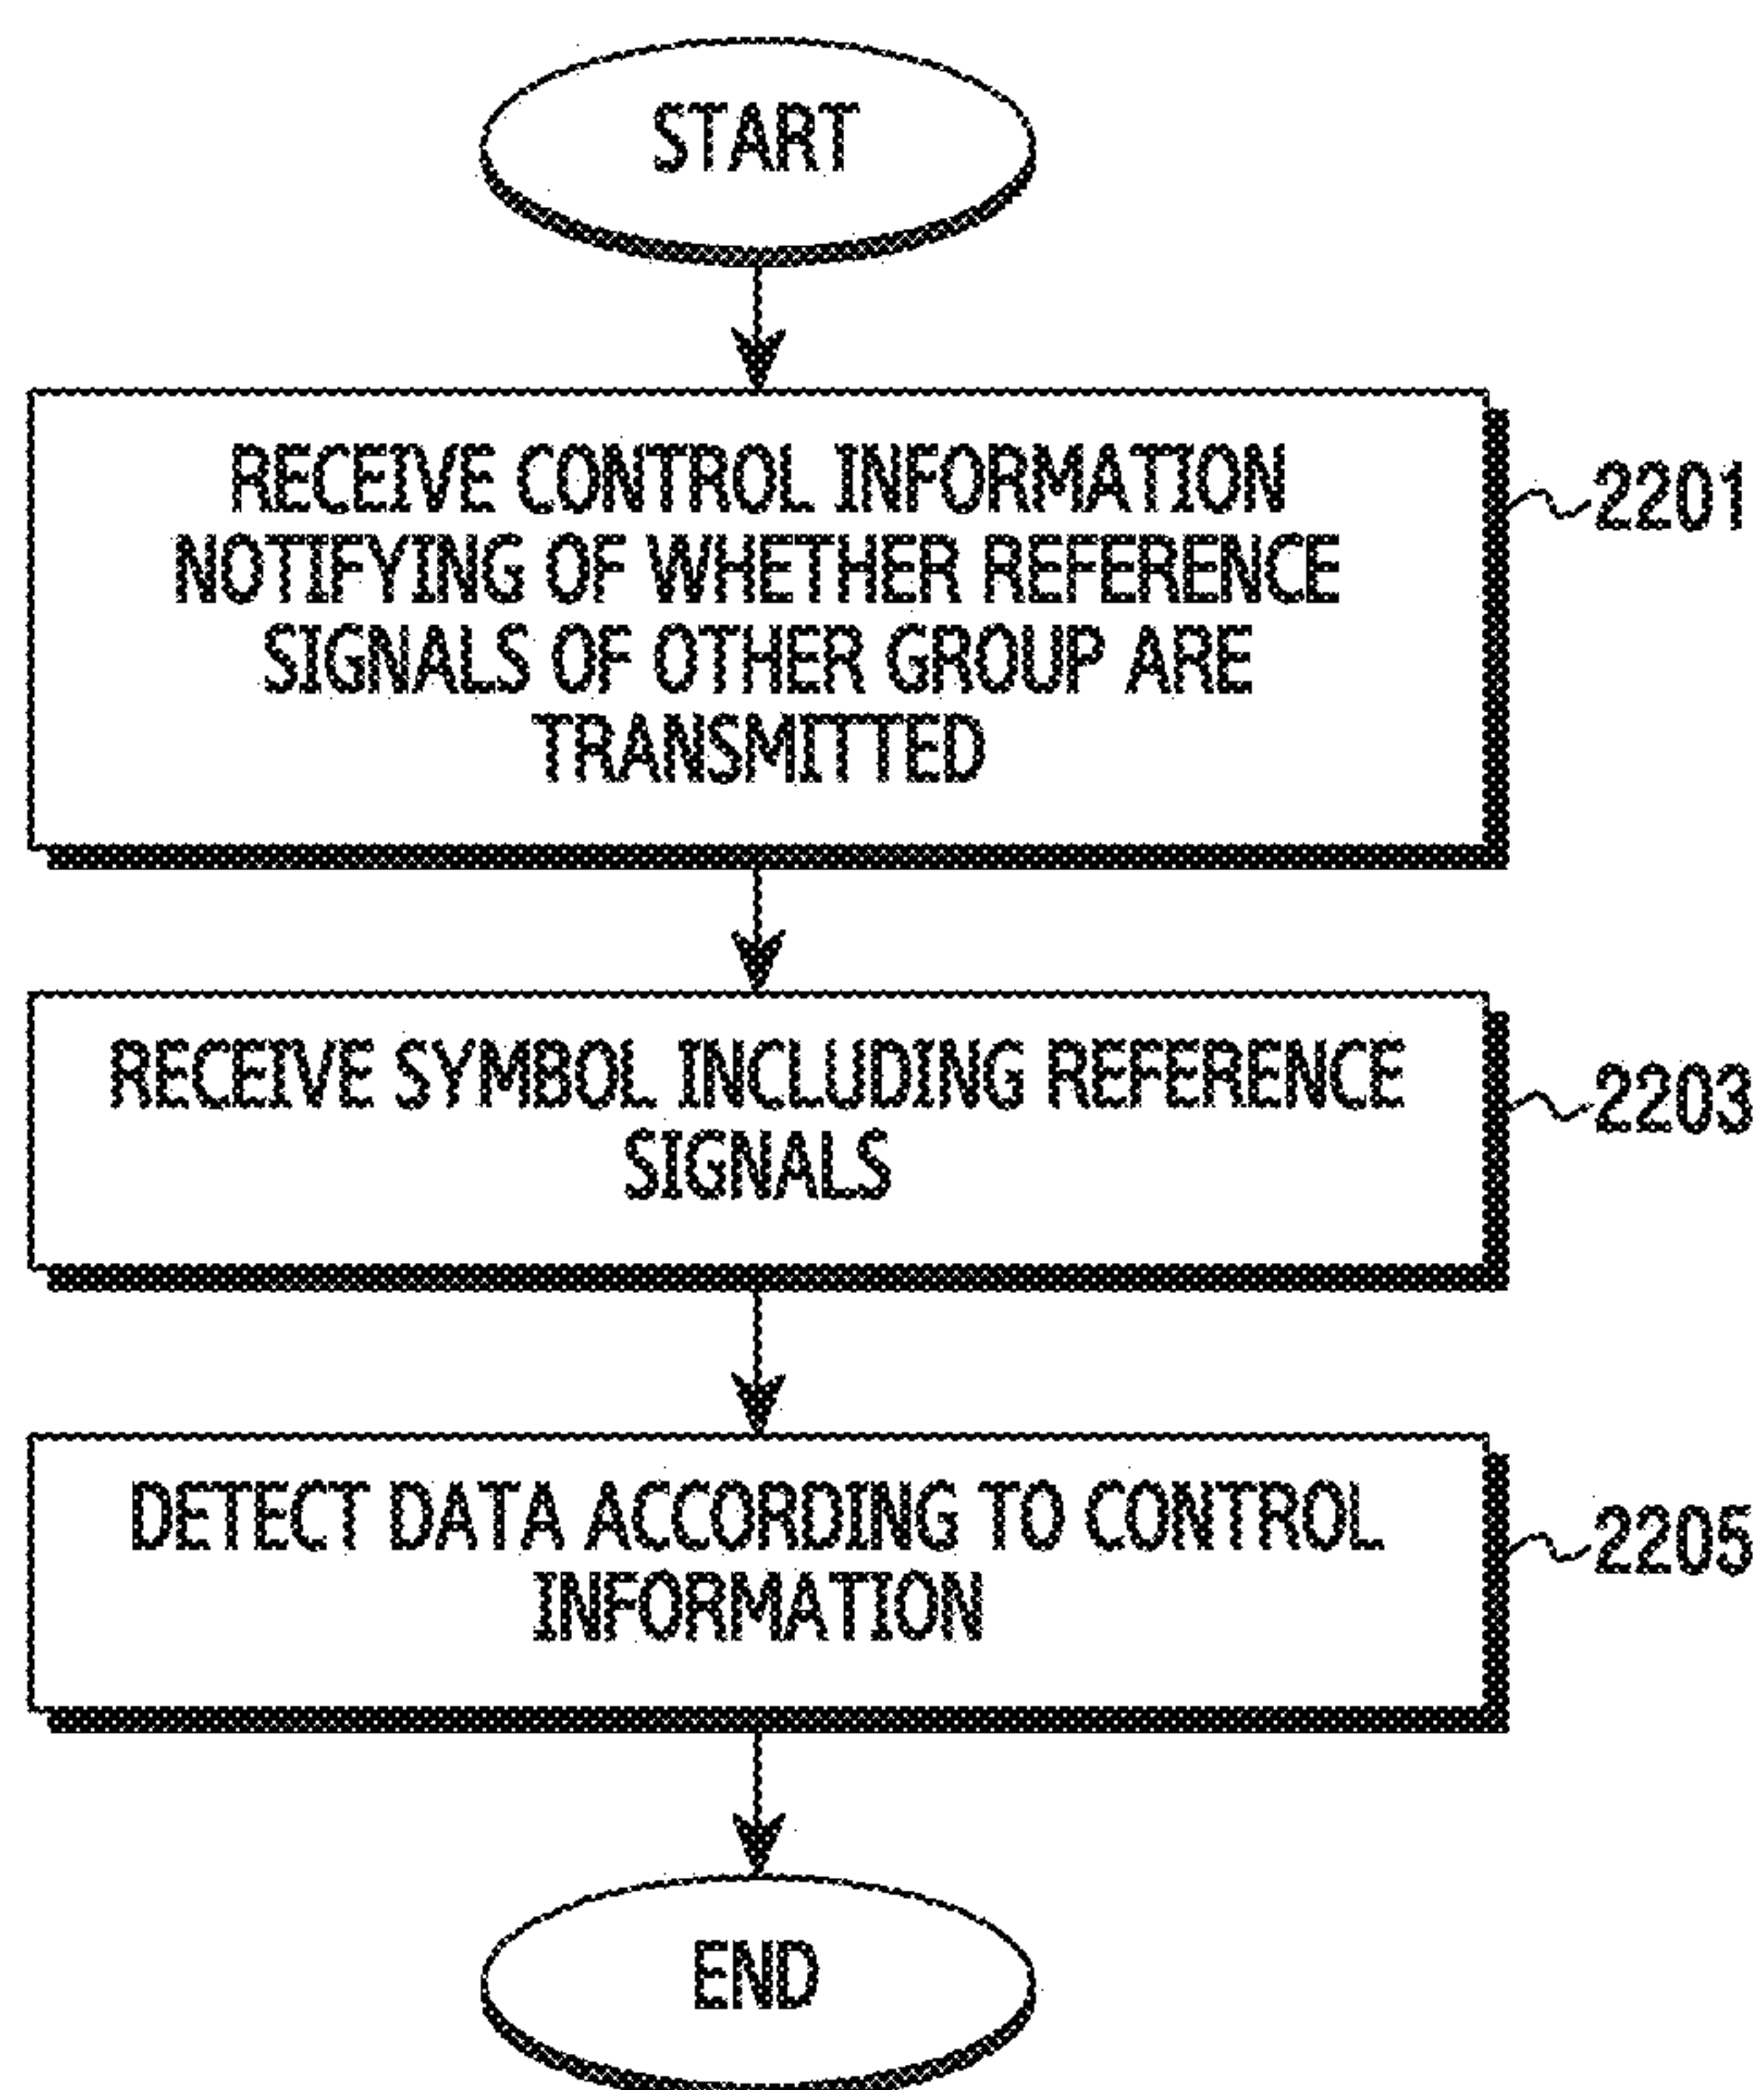 START
RECEIVE CONTROL INFORMATION
NOTIFYING OF WHETHER REFERENCE
SIGNALS OF OTHER GROUP ARE
TRANSMITTED
2201
RECEIVE SYMBOL INCLUDING REFERENCE
SIGNALS
2203
DETECT DATA ACCORDING TO CONTROL
INFORMATION
2205
END